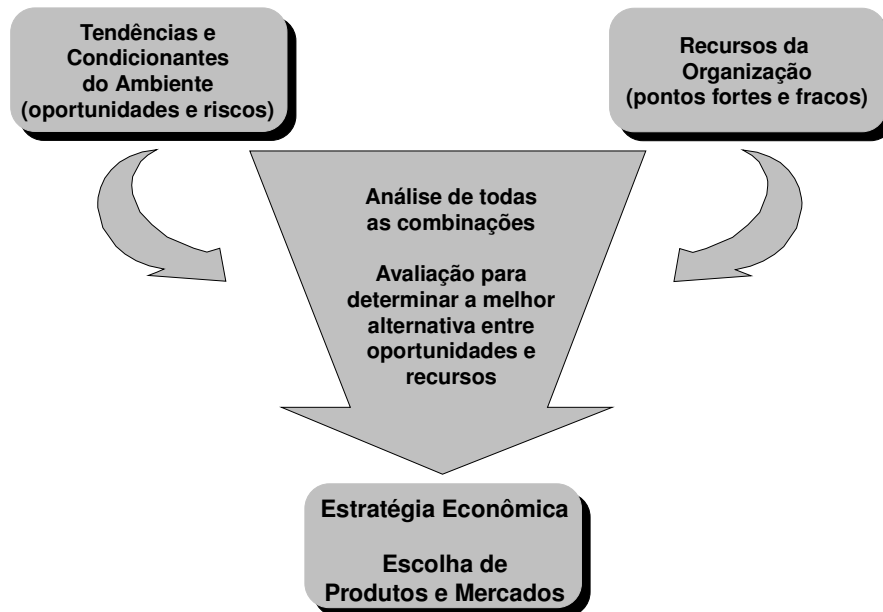 Tendências e
Condicionantes
do Ambiente
(oportunidades e riscos)
Recursos da
Organização
(pontos fortes e fracos)
Análise de todas
as combinações
Avaliação para
determinar a melhor
alternativa entre
oportunidades e
recursos
Estratégia Econômica
Escolha de
Produtos e Mercados